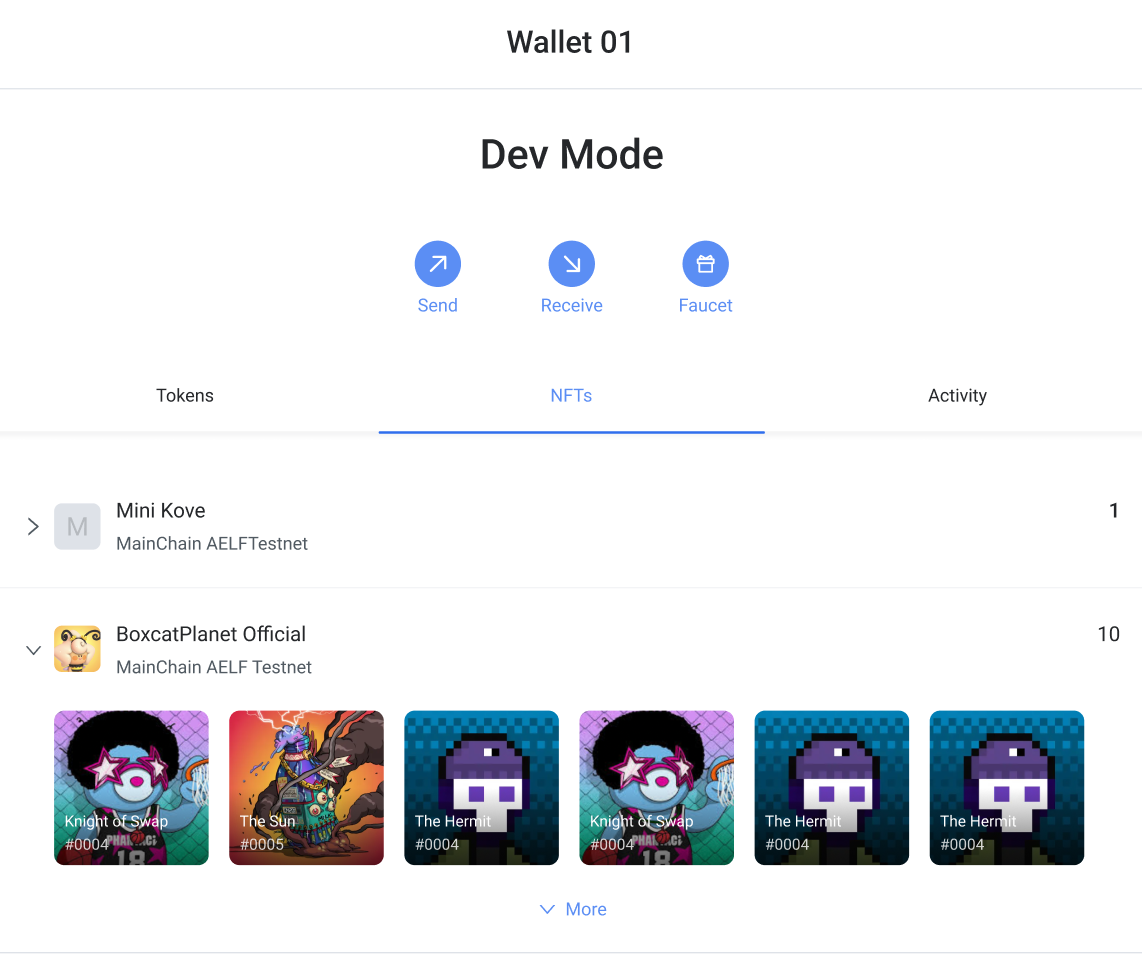 Wallet 01
Dev Mode
Send
Receive
Faucet
Tokens
NFTs
Activity
M
Mini Kove
1
MainChain AELFTestnet
BoxcatPlanet Official
10
MainChain AELF Testnet
Knight of Swap
#0004
18
The Sun
#0005
The Hermit
#0004
Knight of Swap
#0004
18
The Hermit
#0004
The Hermit
#0004
More